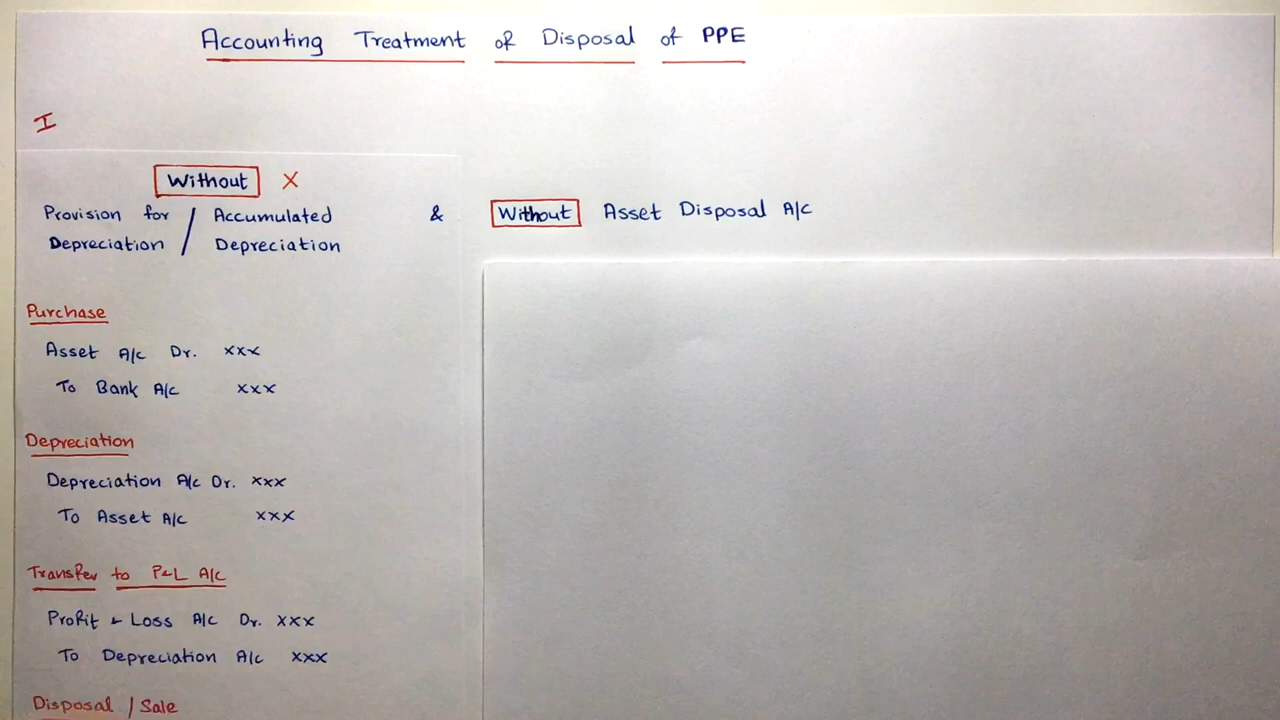 Accounting Treatment of Disposal of PPE
I
Without X
Provision for / Accumulated & Without Asset Disposal A/c
Depreciation Depreciation
Purchase
Asset A/c Dr. xxx
To Bank A/c xxx
Depreciation
Depreciation A/c Dr. xxx
To Asset A/c xxx
Transfer to P&L A/c
Profit & Loss A/c Dr. xxx
To Depreciation A/c xxx
Disposal / Sale